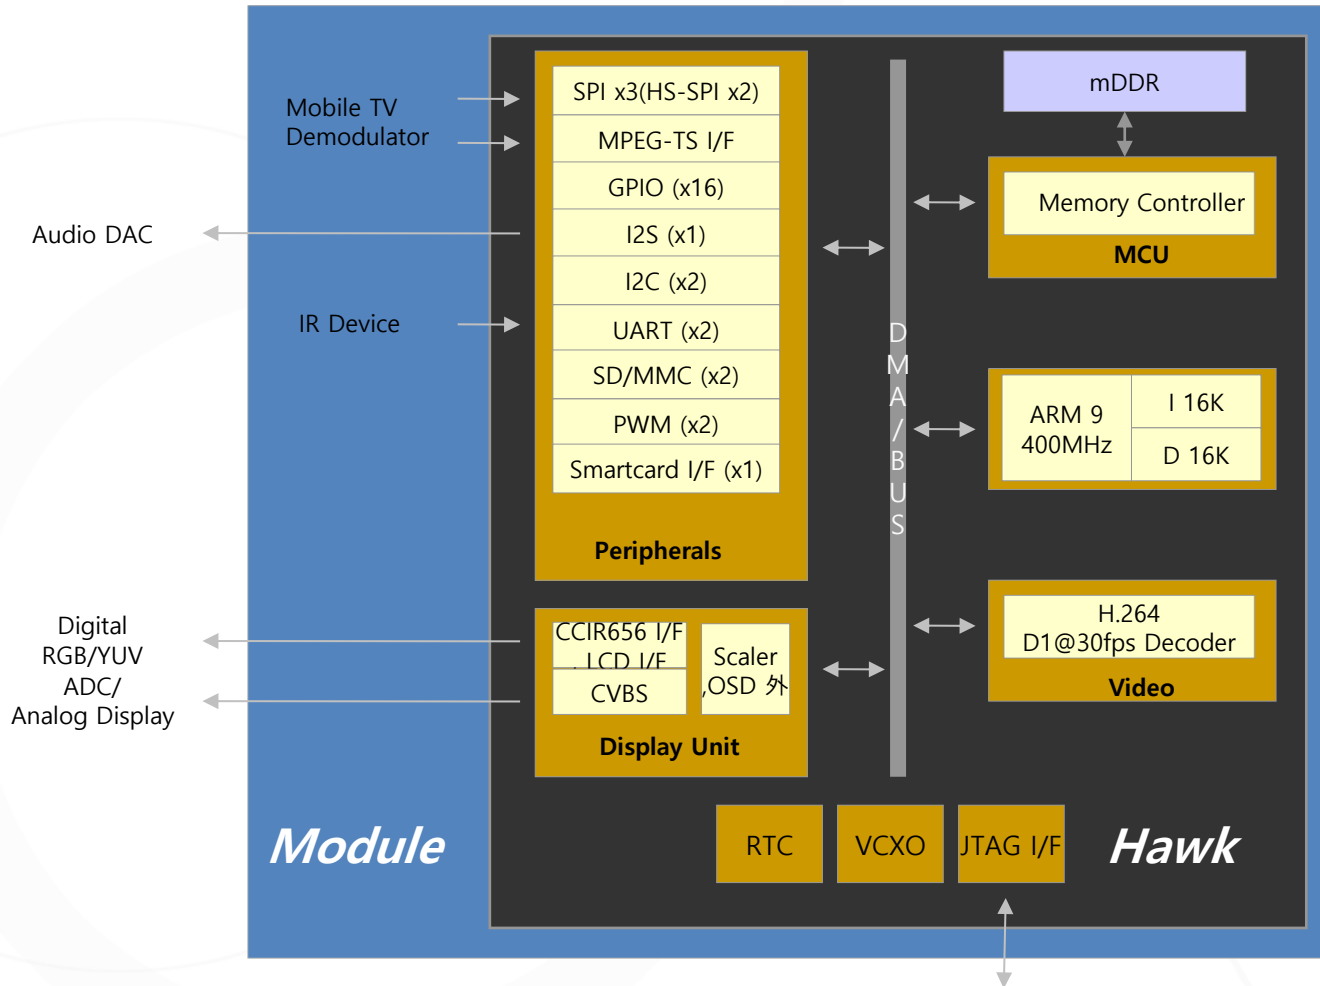 Mobile TV
Demodulator
Audio DAC
IR Device
Digital
RGB/YUV
ADC/
Analog Display
SPI x3(HS-SPI x2)
MPEG-TS I/F
GPIO (x16)
I2S (x1)
I2C (x2)
UART (x2)
SD/MMC (x2)
PWM (x2)
Smartcard I/F (x1)
Peripherals
CCIR656 I/F
, LCD I/F
CVBS
Scaler
,OSD 外
Display Unit
DMA/BUS
mDDR
Memory Controller
MCU
ARM 9
400MHz
I 16K
D 16K
H.264
D1@30fps Decoder
Video
RTC
VCXO
JTAG I/F
Module
Hawk